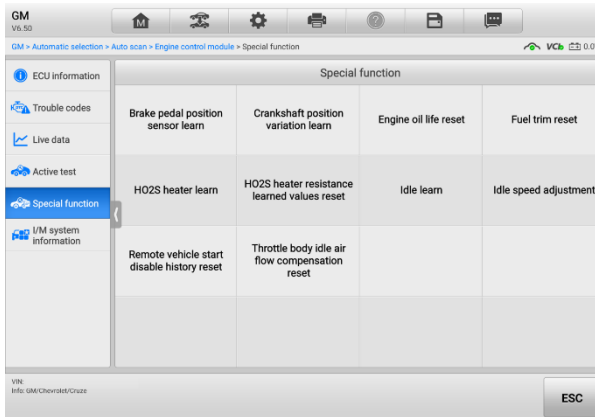 GM
V6.50
M
?
GM > Automatic selection > Auto scan > Engine control module > Special function
VCI
0.0
i ECU information
Trouble codes
Live data
Active test
Special function
I/M system
information
Special function
Brake pedal position
sensor learn
Crankshaft position
variation learn
Engine oil life reset
Fuel trim reset
HO2S heater learn
HO2S heater resistance
learned values reset
Idle learn
Idle speed adjustment
Remote vehicle start
disable history reset
Throttle body idle air
flow compensation
reset
VIN:
Info: GM/Chevrolet/Cruze
ESC